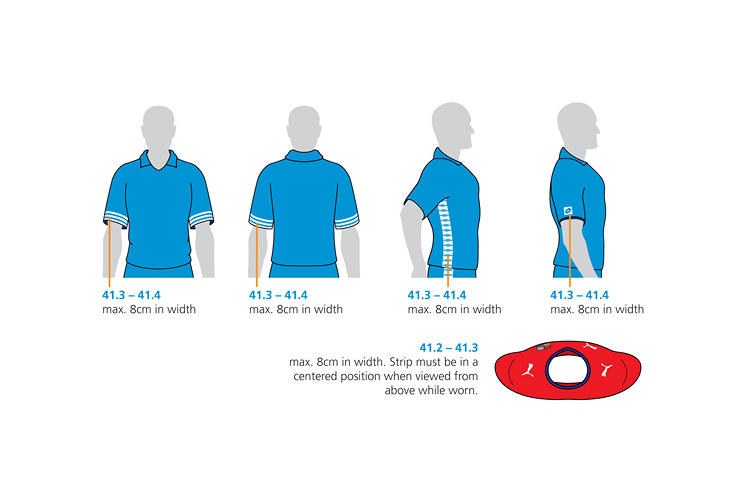 41.3 – 41.4
max. 8cm in width
41.3 – 41.4
max. 8cm in width
41.3 – 41.4
max. 8cm in width
41.3 – 41.4
max. 8cm in width
41.2 – 41.3
max. 8cm in width. Strip must be in a
centered position when viewed from
above while worn.